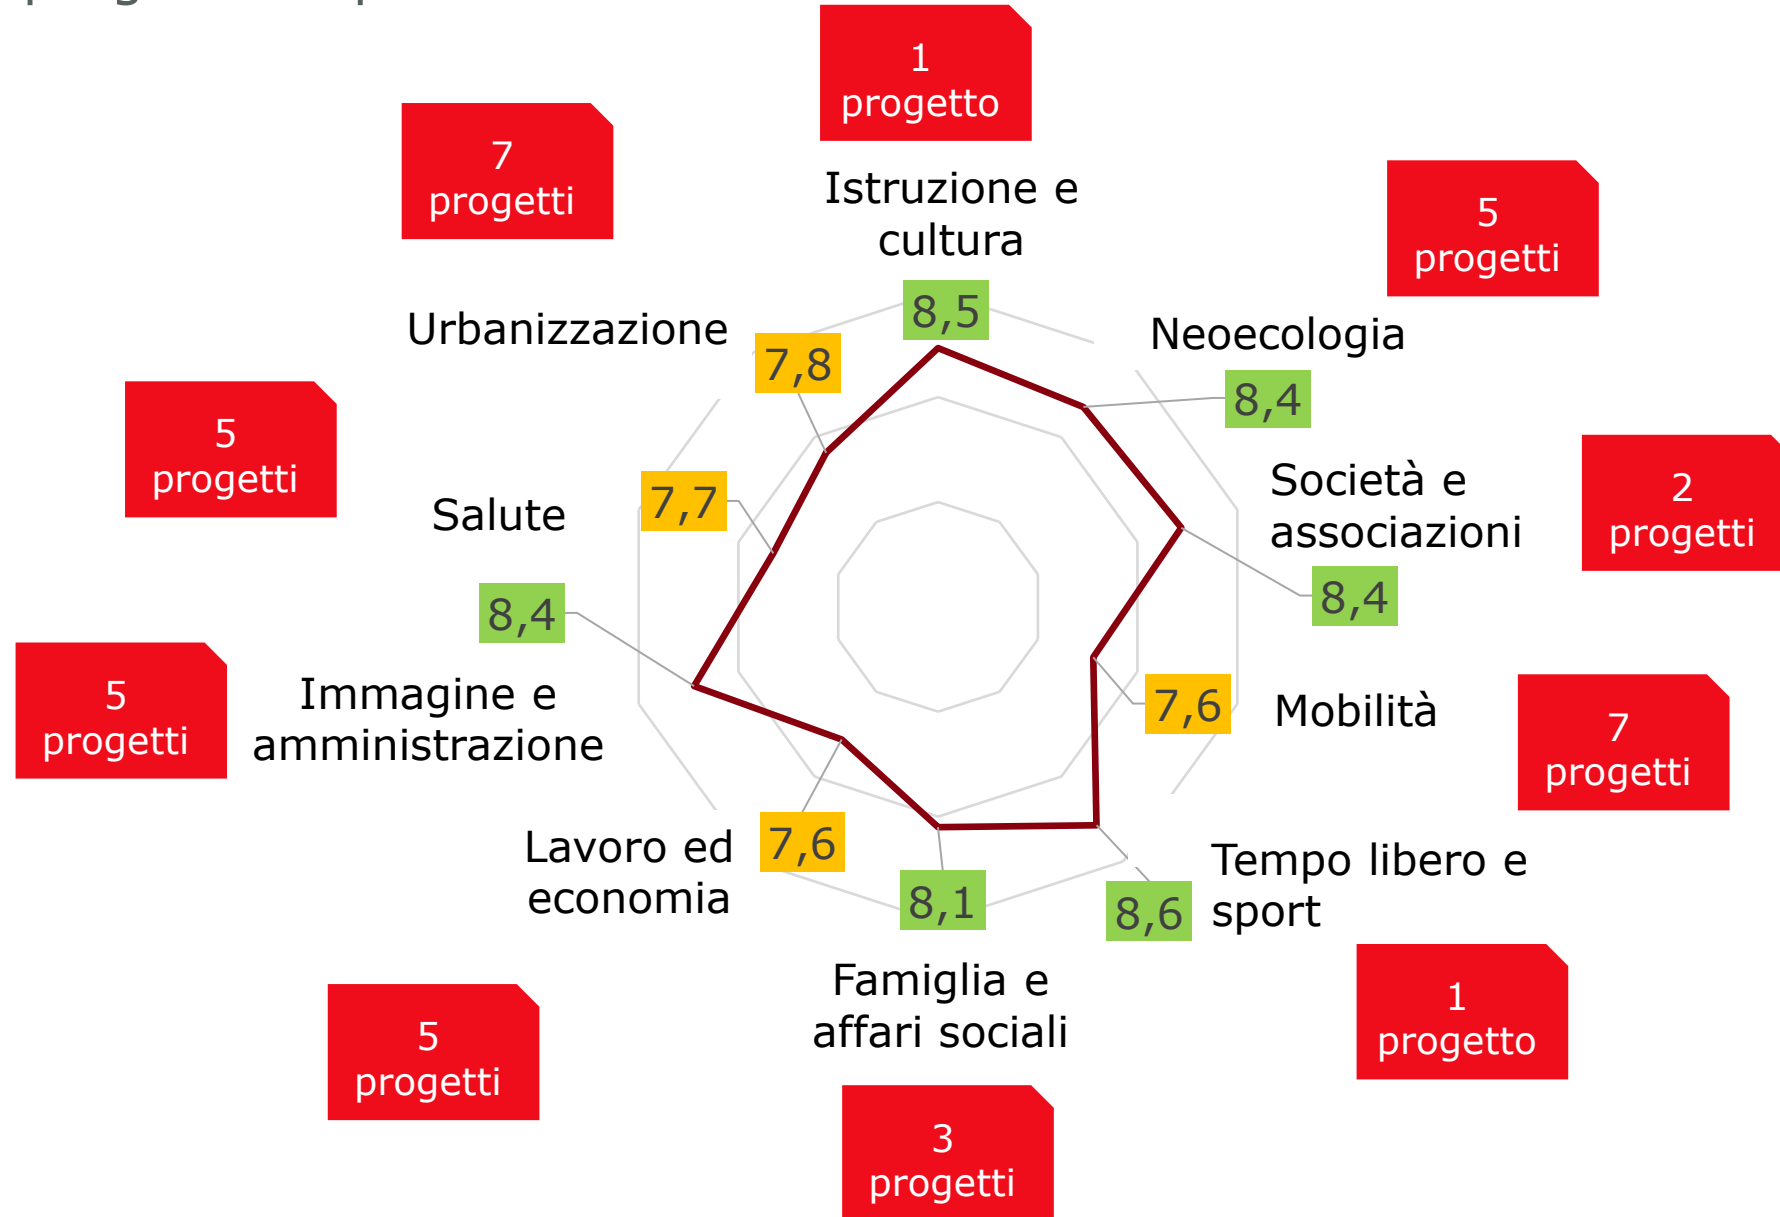 1
progetto
7
progetti
Istruzione e
cultura
5
progetti
8,5
Urbanizzazione
7,8
Neoecologia
8,4
5
progetti
7,7
Salute
Società e
associazioni
8,4
2
progetti
8,4
Immagine e
amministrazione
5
progetti
7,6
Mobilità
7
progetti
Lavoro ed
economia
7,6
8,1
8,6
Tempo libero e
sport
Famiglia e
affari sociali
1
progetto
5
progetti
3
progetti